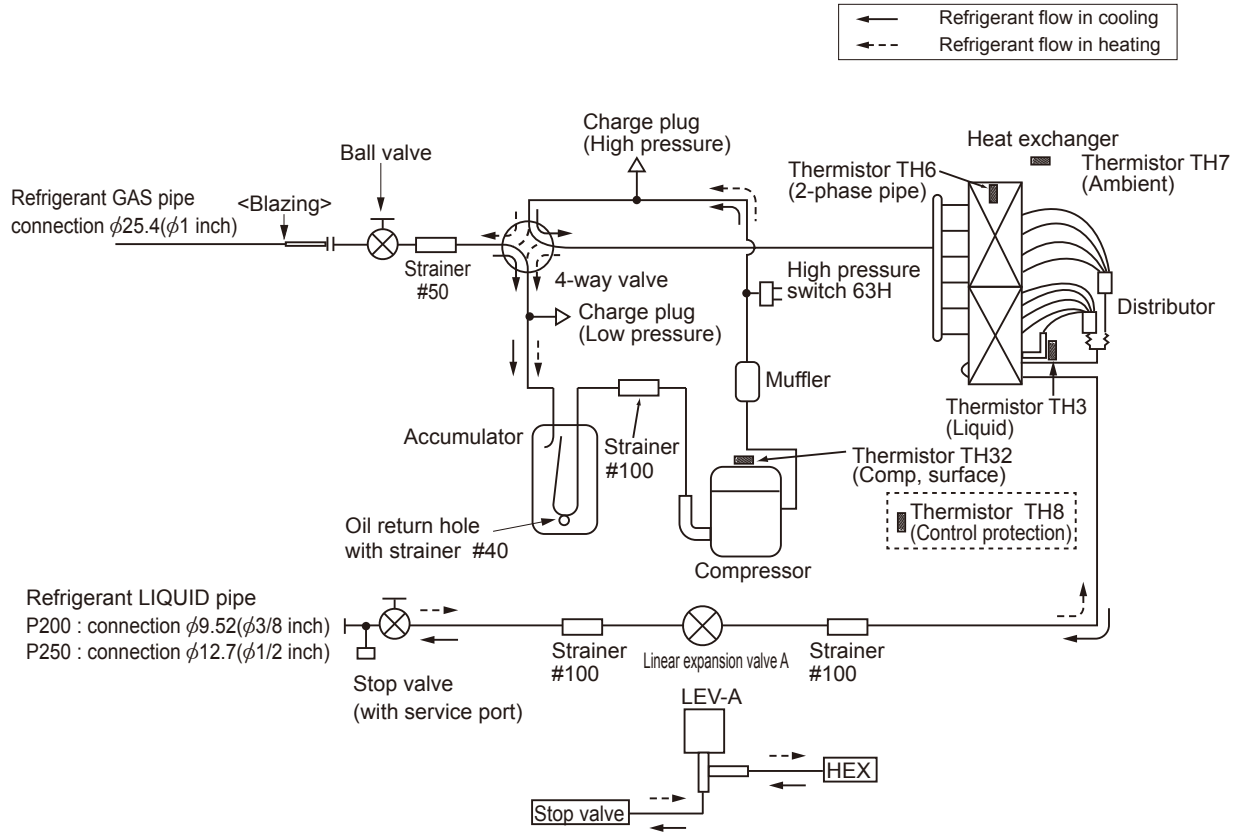 Refrigerant flow in cooling
Refrigerant flow in heating
Charge plug
(High pressure)
Ball valve
Heat exchanger
Thermistor TH6
(2-phase pipe)
Thermistor TH7
(Ambient)
Refrigerant GAS pipe
connection ϕ25.4(ϕ1 inch)
<Blazing>
Strainer
#50
4-way valve
High pressure
switch 63H
Distributor
Charge plug
(Low pressure)
Muffler
Thermistor TH3
(Liquid)
Accumulator
Strainer
#100
Thermistor TH32
(Comp, surface)
Thermistor TH8
(Control protection)
Oil return hole
with strainer #40
Compressor
Refrigerant LIQUID pipe
P200 : connection ϕ9.52(ϕ3/8 inch)
P250 : connection ϕ12.7(ϕ1/2 inch)
Strainer
#100
Linear expansion valve A
Strainer
#100
Stop valve
(with service port)
LEV-A
HEX
Stop valve